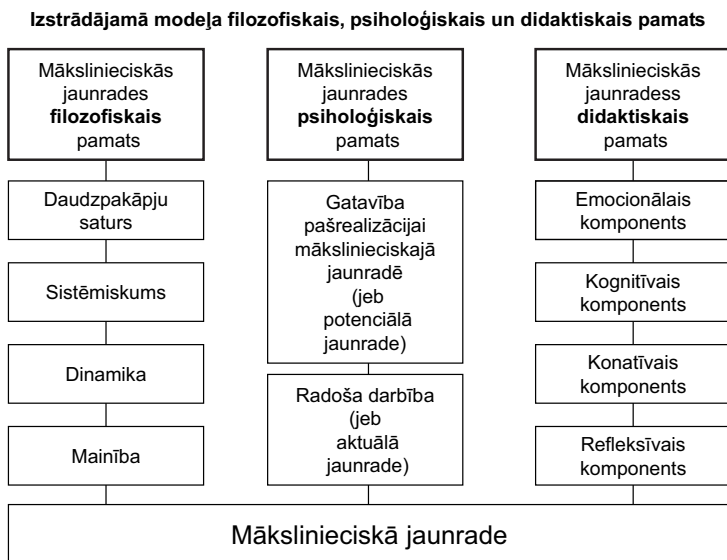 Izstrādājamā modeļa filozofiskais, psiholoģiskais un didaktiskais pamats
Mākslinieciskās
jaunrades
filozofiskais
pamats
Daudzpakāpju
saturs
Sistēmiskums
Dinamika
Mainība
Mākslinieciskās
jaunrades
psiholoģiskais
pamats
Gatavība
pašrealizācijai
mākslinieciskajā
jaunradē
(jeb
potenciālā
jaunrade)
Radoša darbība
(jeb
aktuālā
jaunrade)
Mākslinieciskās
jaunradess
didaktiskais
pamats
Emocionālais
komponents
Kognitīvais
komponents
Konatīvais
komponents
Refleksīvais
komponents
Mākslinieciskā jaunrade